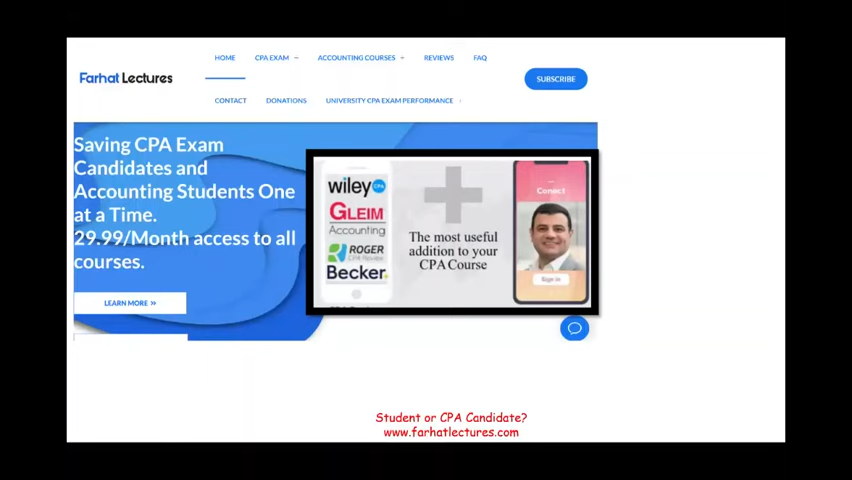 Farhat Lectures
HOME
CPA EXAM
ACCOUNTING COURSES
REVIEWS
FAQ
SUBSCRIBE
CONTACT
DONATIONS
UNIVERSITY CPA EXAM PERFORMANCE
Saving CPA Exam
Candidates and
Accounting Students One
at a Time.
29.99/Month access to all
courses.
LEARN MORE »
wiley CPA
GLEIM
Accounting
ROGER
CPA Review
Becker
The most useful
addition to your
CPA Course
Conect
Sign in
Student or CPA Candidate?
www.farhatlectures.com